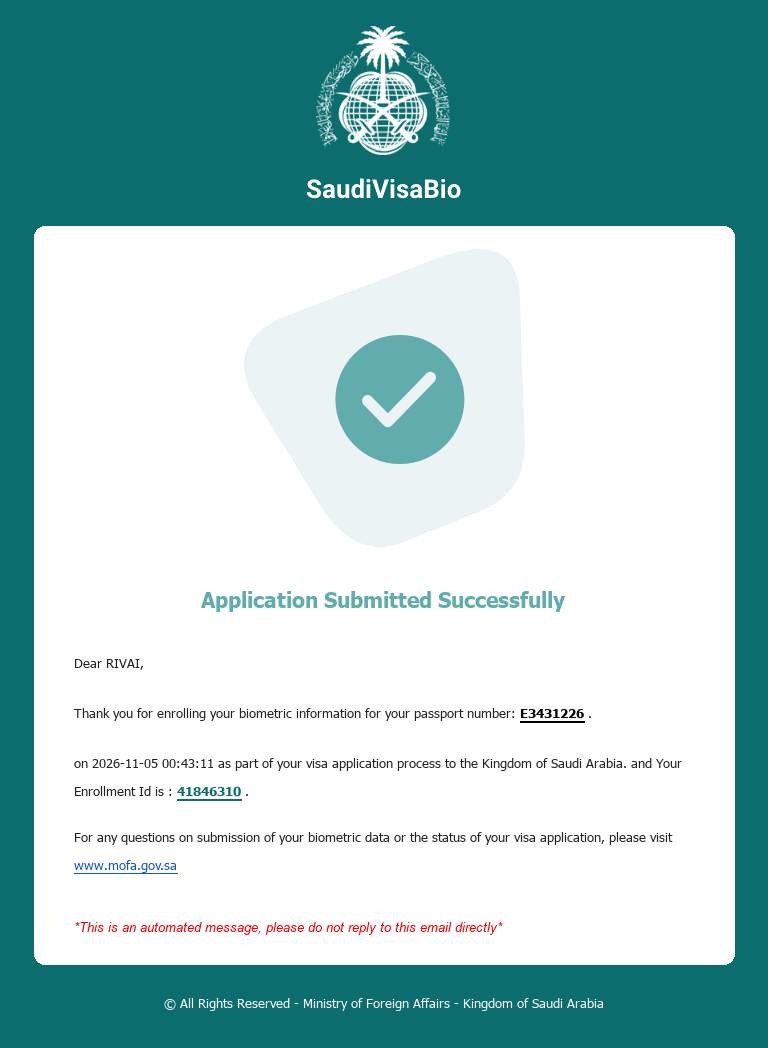 SaudiVisaBio
Application Submitted Successfully
Dear RIVAI,
Thank you for enrolling your biometric information for your passport number: E3431226 .
on 2026-11-05 00:43:11 as part of your visa application process to the Kingdom of Saudi Arabia. and Your
Enrollment Id is : 41846310 .
For any questions on submission of your biometric data or the status of your visa application, please visit
www.mofa.gov.sa
*This is an automated message, please do not reply to this email directly*
© All Rights Reserved - Ministry of Foreign Affairs - Kingdom of Saudi Arabia